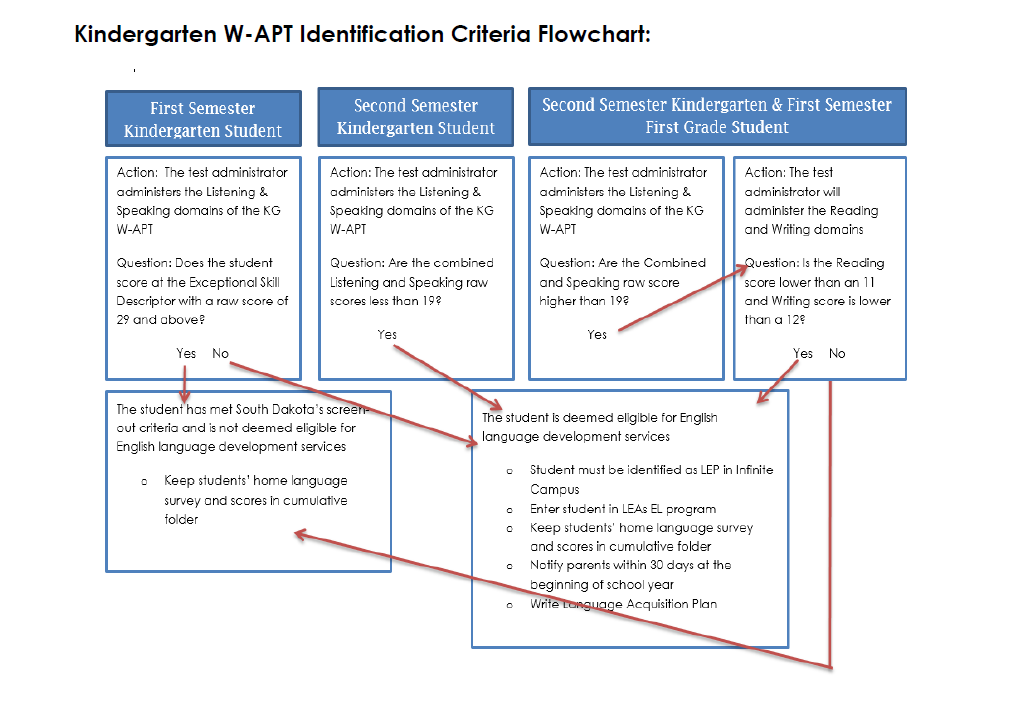 Kindergarten W-APT Identification Criteria Flowchart:
First Semester
Kindergarten Student
Second Semester
Kindergarten Student
Second Semester Kindergarten & First Semester
First Grade Student
Action:  The test administrator
administers the Listening &
Speaking domains of the KG
W-APT
Question: Does the student
score at the Exceptional Skill
Descriptor with a raw score of
29 and above?
Yes No
Action: The test administrator
administers the Listening &
Speaking domains of the KG
W-APT
Question: Are the combined
Listening and Speaking raw
scores less than 19?
Yes
Action: The test administrator
administers the Listening &
Speaking domains of the KG
W-APT
Question: Are the Combined
and Speaking raw score
higher than 19?
Yes
Action: The test
administrator will
administer the Reading
and Writing domains
Question: Is the Reading
score lower than an 11
and Writing score is lower
than a 12?
Yes No
The student has met South Dakota's screen-
out criteria and is not deemed eligible for
English language development services
o Keep students' home language
survey and scores in cumulative
folder
The student is deemed eligible for English
language development services
o Student must be identified as LEP in Infinite
Campus
o Enter student in LEAs EL program
o Keep students' home language survey
and scores in cumulative folder
o Notify parents within 30 days at the
beginning of school year
o Write Language Acquisition Plan